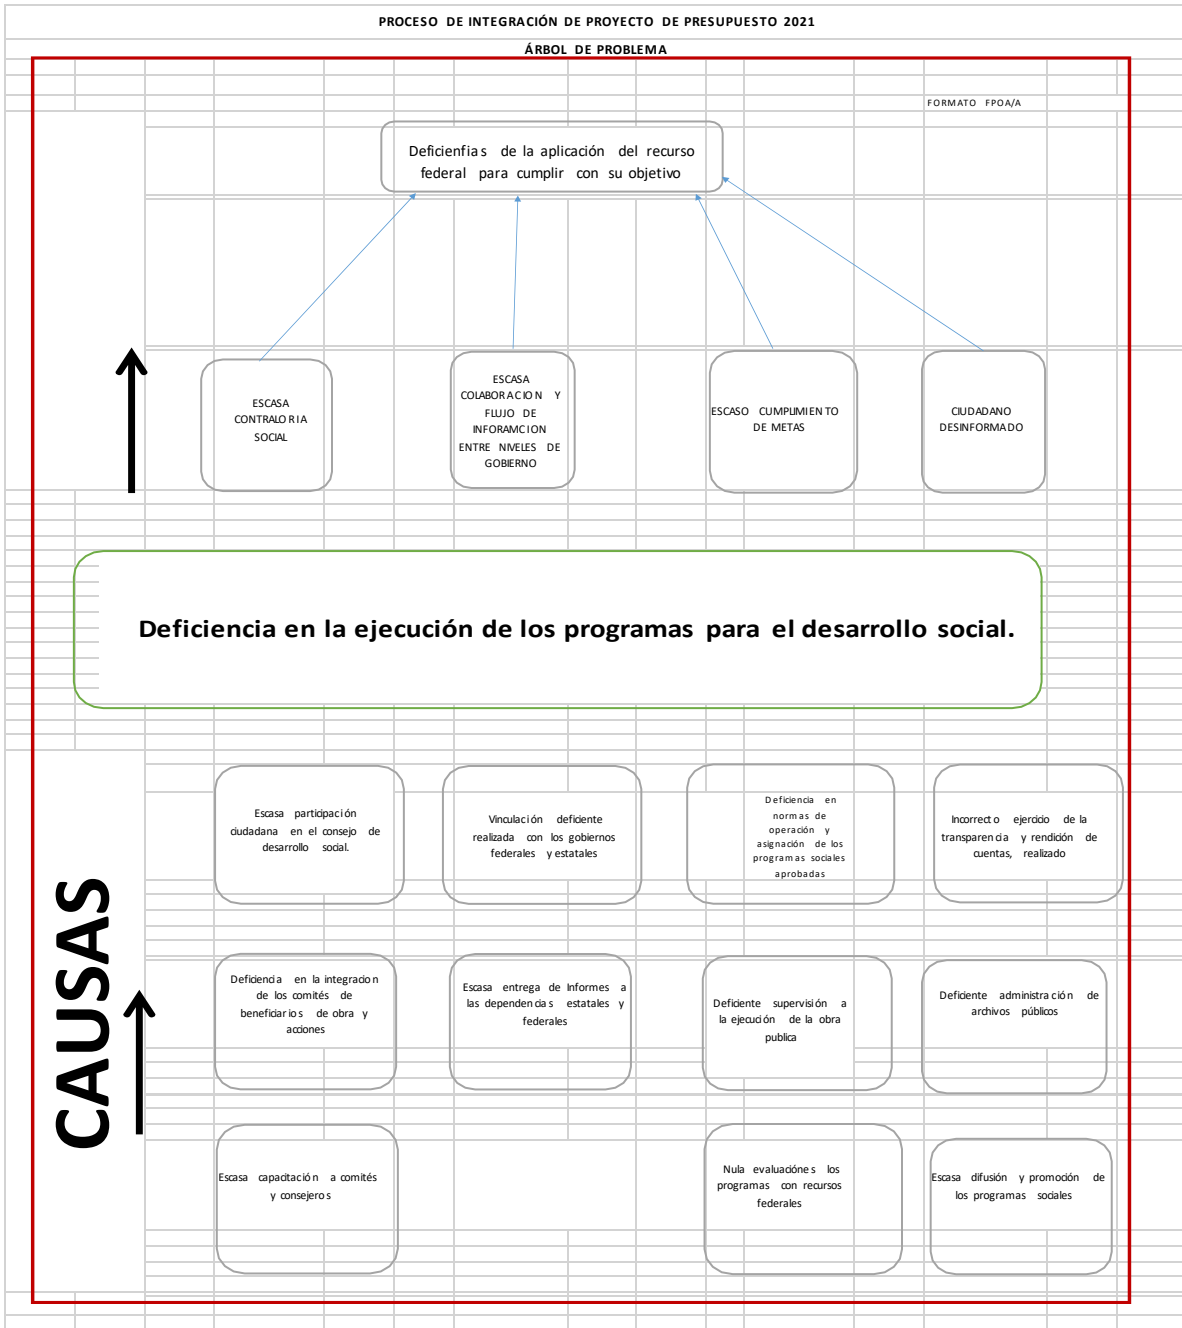 PROCESO DE INTEGRACIÓN DE PROYECTO DE PRESUPUESTO 2021
ÁRBOL DE PROBLEMA
FORMATO FPOA/A
Deficienfias de la aplicación del recurso
federal para cumplir con su objetivo
ESCASA
CONTRALORIA
SOCIAL
ESCASA
COLABORACION Y
FLUJO DE
INFORAMCION
ENTRE NIVELES DE
GOBIERNO
ESCASO CUMPLIMIENTO
DE METAS
CIUDADANO
DESINFORMADO
Deficiencia en la ejecución de los programas para el desarrollo social.
CAUSAS
Escasa participación
ciudadana en el consejo de
desarrollo social.
Vinculación deficiente
realizada con los gobiernos
federales y estatales
Deficiencia en
normas de
operación y
asignación de los
programas sociales
aprobadas
Incorrecto ejercicio de la
transparencia y rendición de
cuentas, realizado
Deficiencia en la integracion
de los comités de
beneficiarios de obra y
acciones
Escasa entrega de Informes a
las dependencias estatales y
federales
Deficiente supervisión a
la ejecución de la obra
publica
Deficiente administración de
archivos públicos
Escasa capacitación a comités
y consejeros
Nula evaluaciónes los
programas con recursos
federales
Escasa difusión y promoción de
los programas sociales